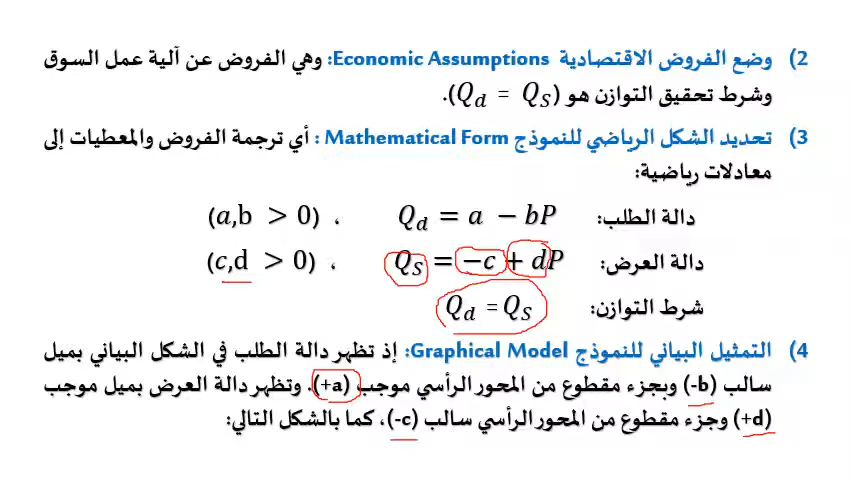 2) وضع الفروض الاقتصادية Economic Assumptions: وهي الفروض عن آلية عمل السوق
وشرط تحقيق التوازن هو (Q_d = Q_S).
3) تحديد الشكل الرياضي للنموذج Mathematical Form : أي ترجمة الفروض والمعطيات إلى
معادلات رياضية:
دالة الطلب: Q_d = a − bP ، (a,b > 0)
دالة العرض: Q_S = −c + dP ، (c,d > 0)
شرط التوازن: Q_d = Q_S
4) التمثيل البياني للنموذج Graphical Model: إذ تظهر دالة الطلب في الشكل البياني بميل
سالب (-b) وبجزء مقطوع من المحور الرأسي موجب (+a). وتظهر دالة العرض بميل موجب
(+d) وجزء مقطوع من المحور الرأسي سالب (-c)، كما بالشكل التالي: